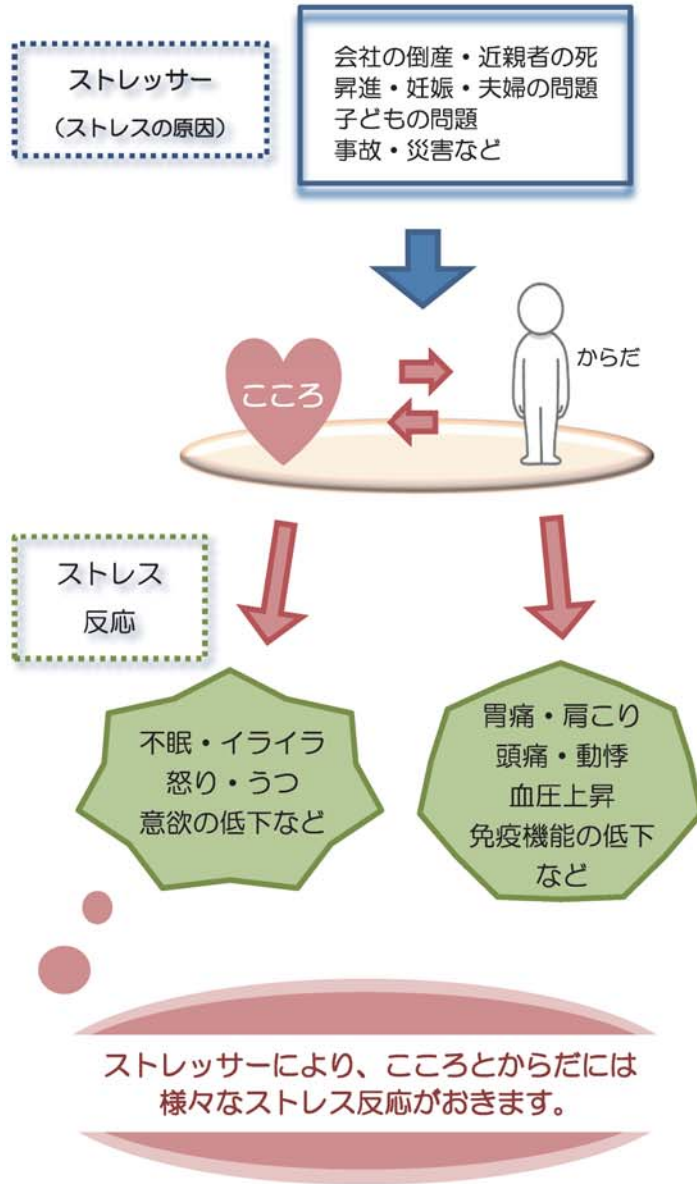 ストレッサー
（ストレスの原因）
会社の倒産・近親者の死
昇進・妊娠・夫婦の問題
子どもの問題
事故・災害など
こころ
からだ
ストレス
反応
不眠・イライラ
怒り・うつ
意欲の低下など
胃痛・肩こり
頭痛・動悸
血圧上昇
免疫機能の低下
など
ストレッサーにより、こころとからだには
様々なストレス反応がおきます。